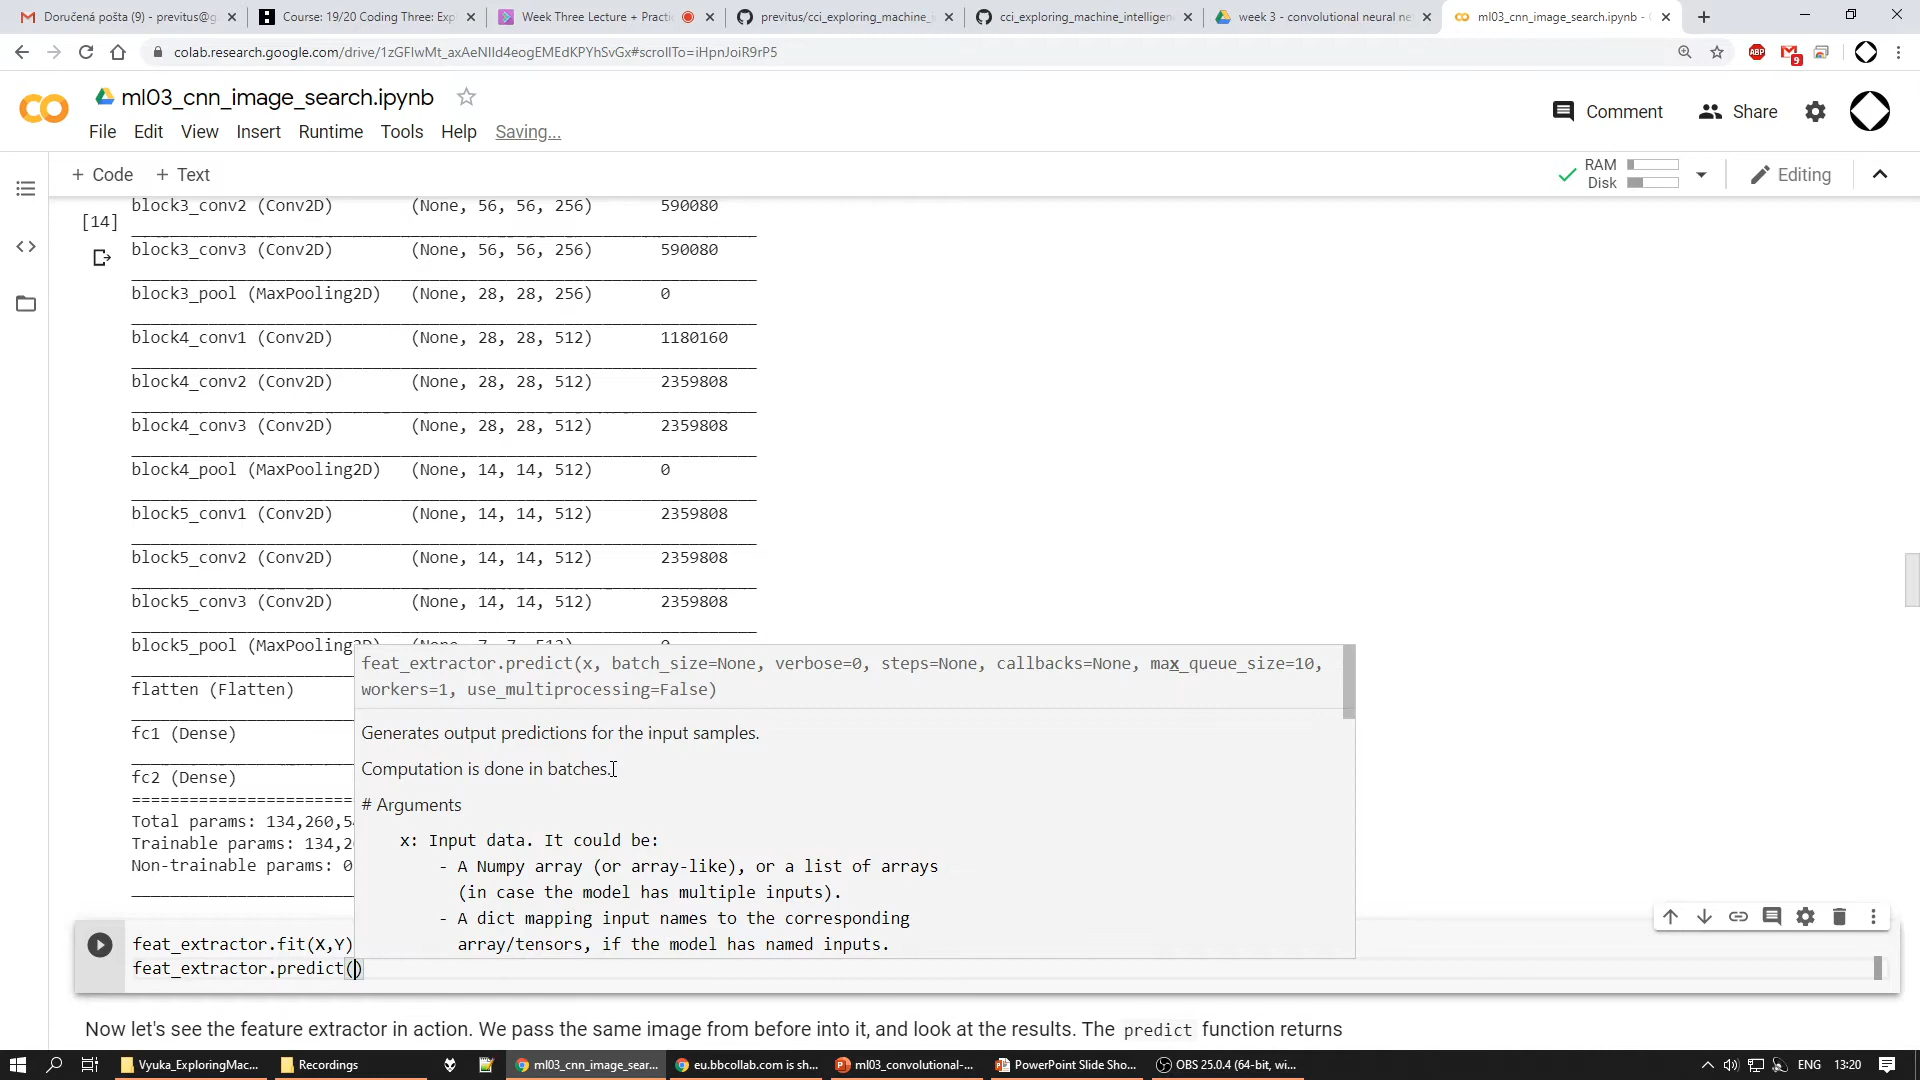 Doručená pošta (9) - previtus@g
Course: 19/20 Coding Three: Exp
Week Three Lecture + Practi
previtus/cci_exploring_machine_i
cci_exploring_machine_intelligen
week 3 - convolutional neural ne
ml03_cnn_image_search.ipynb -
colab.research.google.com/drive/1zGFIwMt_axAeNlId4eogEMEdKPYhSvGx#scrollTo=iHpnJoiR9rP5
ABP
9
ml03_cnn_image_search.ipynb
File Edit View Insert Runtime Tools Help Saving...
Comment Share
+ Code + Text
RAM
Disk
Editing
block3_conv2 (Conv2D) (None, 56, 56, 256) 590080
[14]
block3_conv3 (Conv2D) (None, 56, 56, 256) 590080
block3_pool (MaxPooling2D) (None, 28, 28, 256) 0
block4_conv1 (Conv2D) (None, 28, 28, 512) 1180160
block4_conv2 (Conv2D) (None, 28, 28, 512) 2359808
block4_conv3 (Conv2D) (None, 28, 28, 512) 2359808
block4_pool (MaxPooling2D) (None, 14, 14, 512) 0
block5_conv1 (Conv2D) (None, 14, 14, 512) 2359808
block5_conv2 (Conv2D) (None, 14, 14, 512) 2359808
block5_conv3 (Conv2D) (None, 14, 14, 512) 2359808
block5_pool (MaxPooling2D) (None, 7, 7, 512) 0
flatten (Flatten)
fc1 (Dense)
fc2 (Dense)
Total params: 134,260,54
Trainable params: 134,2
Non-trainable params: 0
feat_extractor.predict(x, batch_size=None, verbose=0, steps=None, callbacks=None, max_queue_size=10,
workers=1, use_multiprocessing=False)
Generates output predictions for the input samples.
Computation is done in batches.
# Arguments
x: Input data. It could be:
- A Numpy array (or array-like), or a list of arrays
(in case the model has multiple inputs).
- A dict mapping input names to the corresponding
array/tensors, if the model has named inputs.
feat_extractor.fit(X,Y)
feat_extractor.predict()
Now let's see the feature extractor in action. We pass the same image from before into it, and look at the results. The predict function returns
Vyuka_ExploringMac...
Recordings
ml03_cnn_image_sear...
eu.bbcollab.com is sh...
ml03_convolutional-...
PowerPoint Slide Sho...
OBS 25.0.4 (64-bit, wi...
ENG 13:20